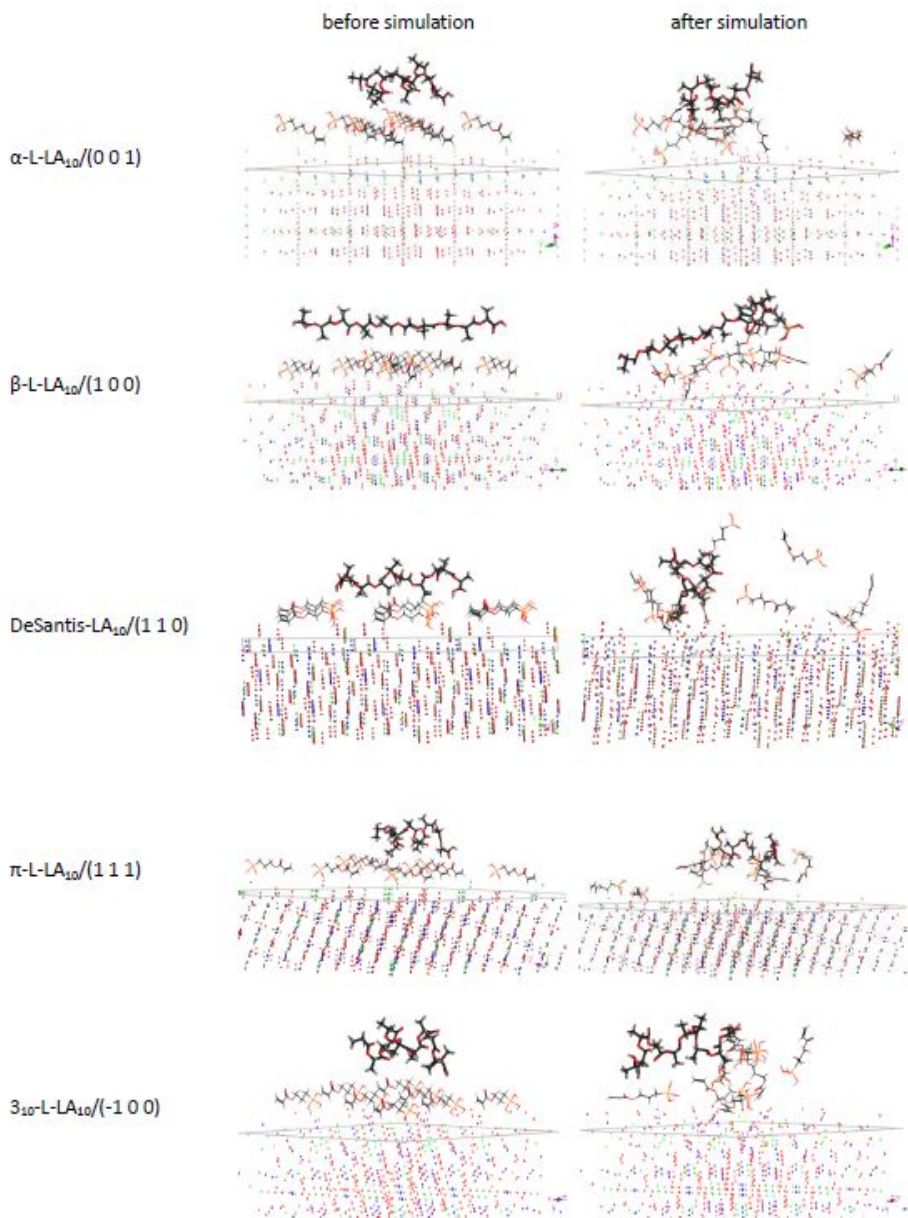 before simulation after simulation
α-L-LA₁₀/(0 0 1)
β-L-LA₁₀/(1 0 0)
DeSantis-LA₁₀/(1 1 0)
π-L-LA₁₀/(1 1 1)
3₁₀-L-LA₁₀/(-1 0 0)